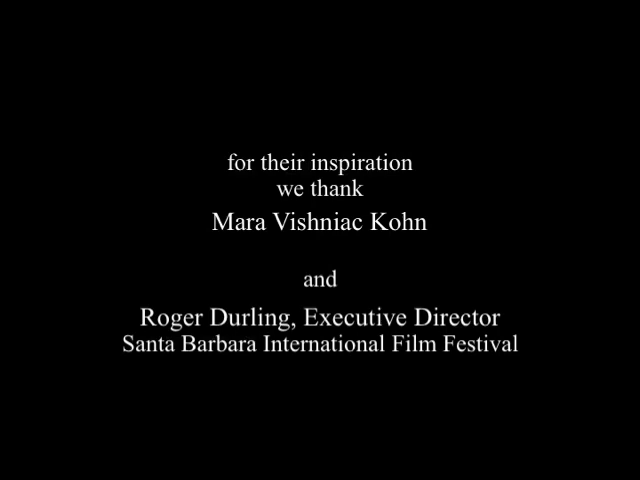 for their inspiration
we thank
Mara Vishniac Kohn
and
Roger Durling, Executive Director
Santa Barbara International Film Festival